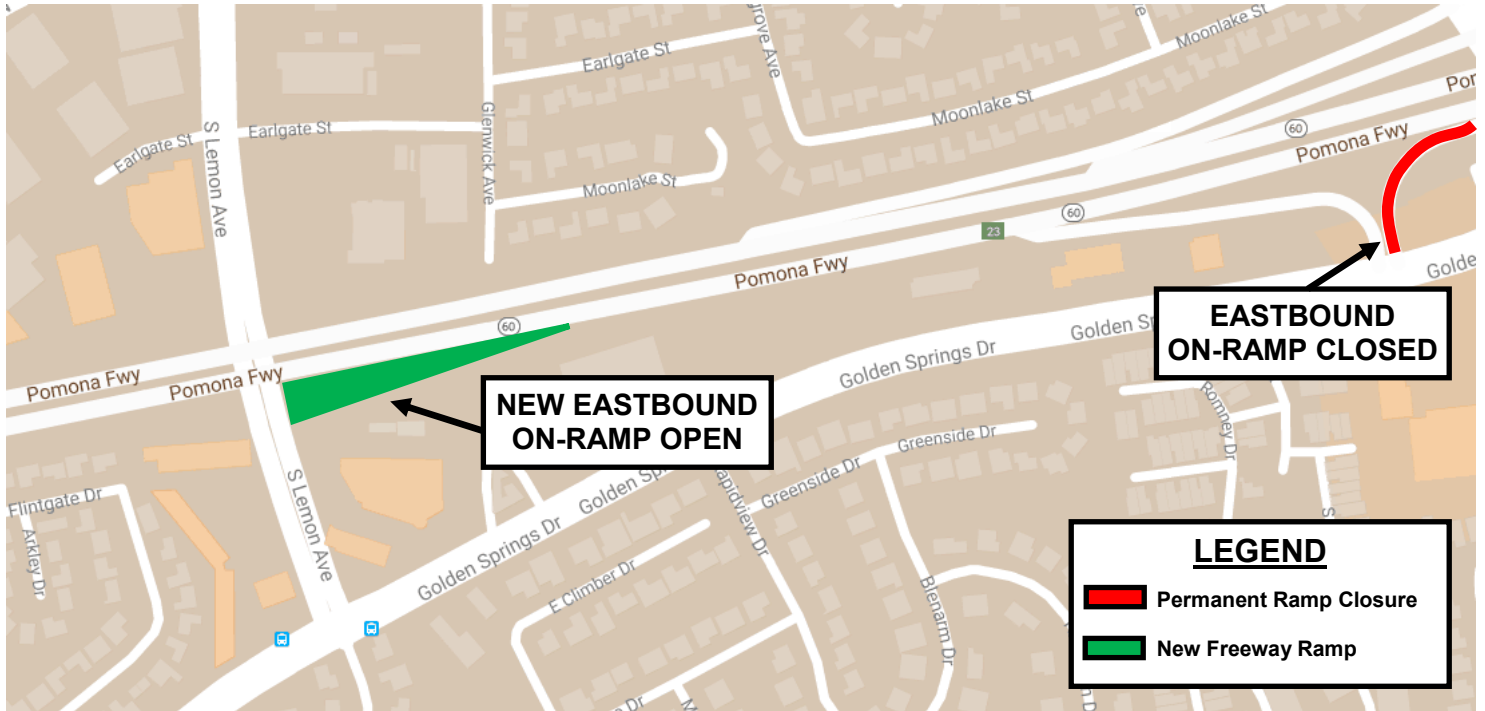 Earlgate St
Moonlake St
S Lemon Ave
Earlgate St
Earlgate St
Glenwick Ave
Moonlake St
Moonlake St
60
Pomona Fwy
60
23
Pomona Fwy
60
Pomona Fwy
Pomona Fwy
EASTBOUND
ON-RAMP CLOSED
NEW EASTBOUND
ON-RAMP OPEN
Golden Springs Dr
Golden
Romney Dr
Greenside Dr
Greenside Dr
Flintgate Dr
Arkley Dr
S Lemon Ave
Golden Springs Dr
Golden
E Climber Dr
Blenarm Dr
LEGEND
Permanent Ramp Closure
New Freeway Ramp